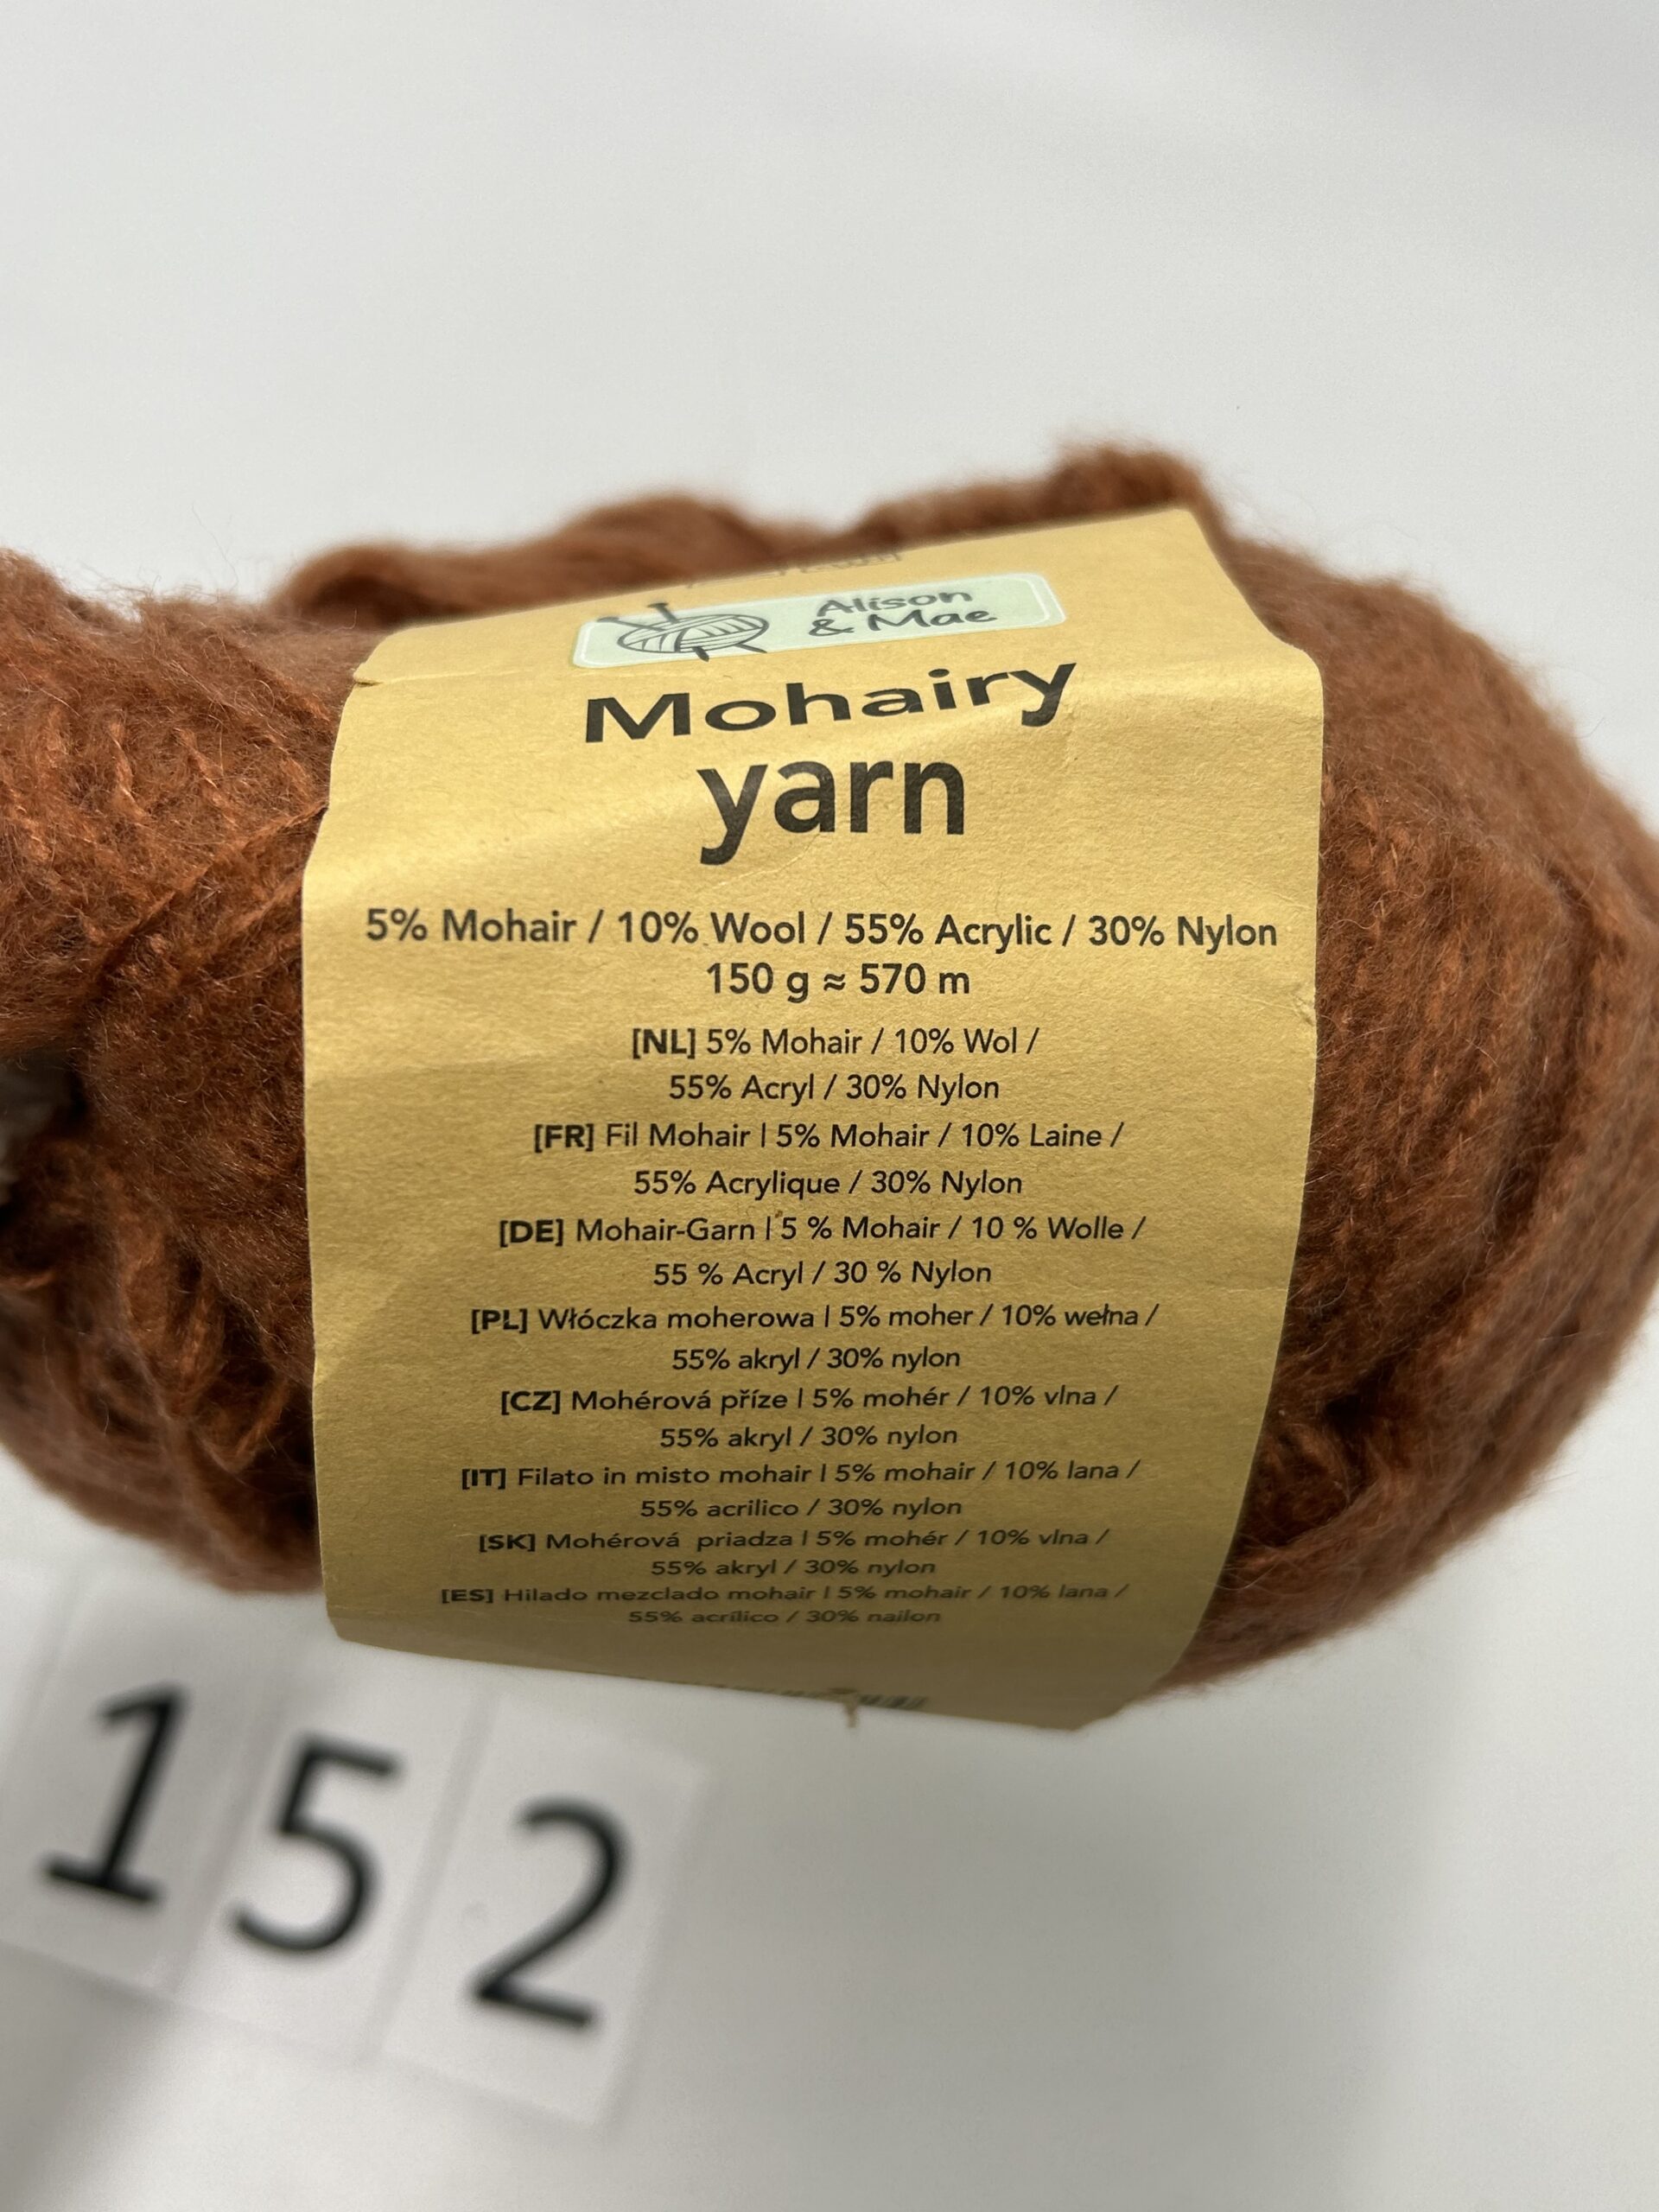 Alison
& Mae
Mohairy
yarn
5% Mohair / 10% Wool / 55% Acrylic / 30% Nylon
150 g ≈ 570 m
[NL] 5% Mohair / 10% Wol /
55% Acryl / 30% Nylon
[FR] Fil Mohair | 5% Mohair / 10% Laine /
55% Acrylique / 30% Nylon
[DE] Mohair-Garn | 5 % Mohair / 10 % Wolle /
55 % Acryl / 30 % Nylon
[PL] Włóczka moherowa | 5% moher / 10% wełna /
55% akryl / 30% nylon
[CZ] Mohérová příze | 5% mohér / 10% vlna /
55% akryl / 30% nylon
[IT] Filato in misto mohair | 5% mohair / 10% lana /
55% acrilico / 30% nylon
[SK] Mohérová priadza | 5% mohér / 10% vlna /
55% akryl / 30% nylon
[ES] Hilado mezclado mohair | 5% mohair / 10% lana /
55% acrílico / 30% nailon
152